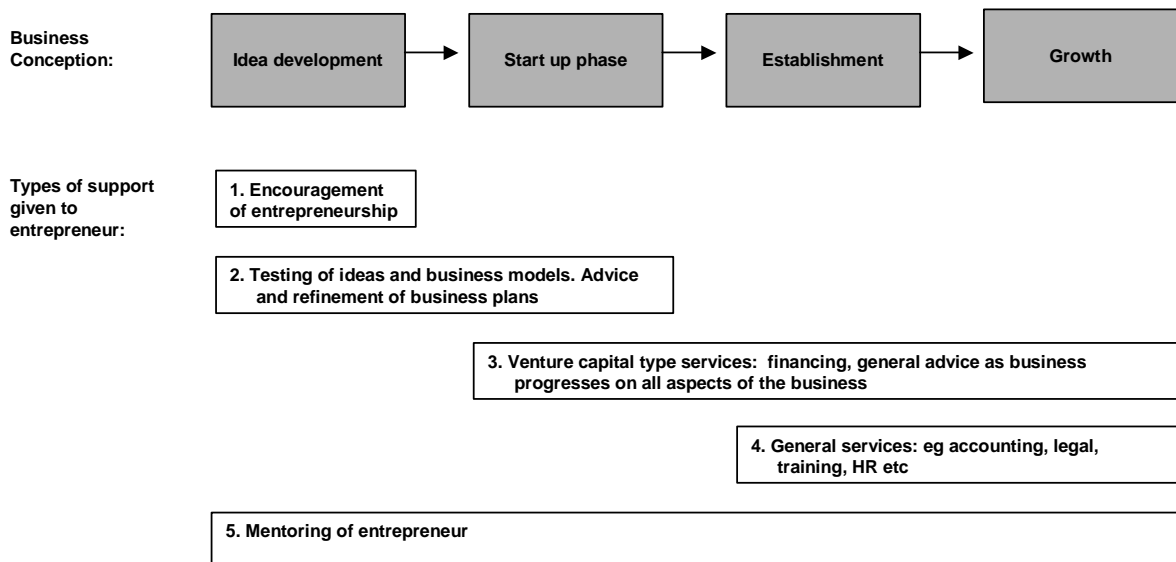 Business
Conception:
Idea development
Start up phase
Establishment
Growth
Types of support
given to
entrepreneur:
1. Encouragement
of entrepreneurship
2. Testing of ideas and business models. Advice
and refinement of business plans
3. Venture capital type services:  financing, general advice as business
progresses on all aspects of the business
4. General services: eg accounting, legal,
training, HR etc
5. Mentoring of entrepreneur